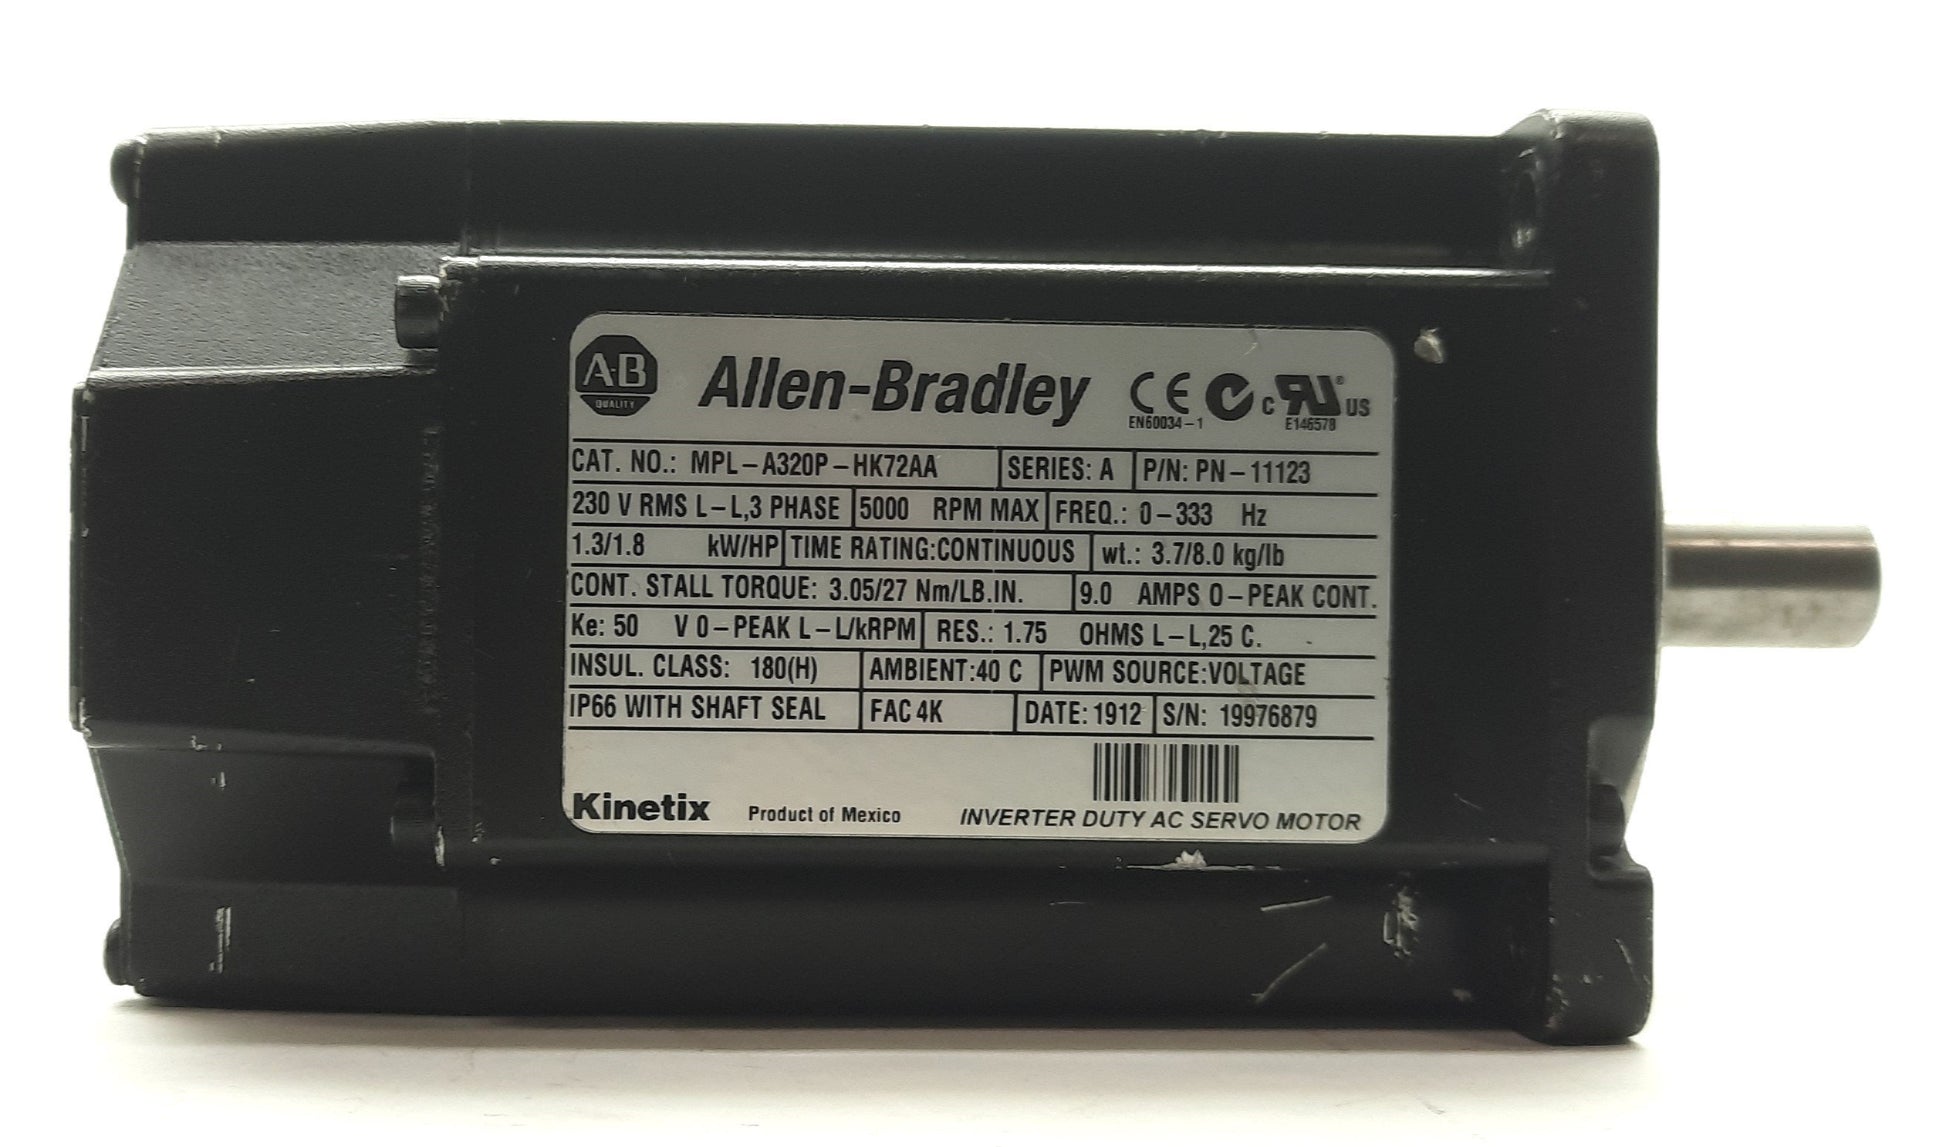 A-B QUALITY Allen-Bradley CE EN60034-1 c RU® US E146578
CAT. NO.: MPL-A320P-HK72AA SERIES: A P/N: PN-11123
230 V RMS L-L,3 PHASE 5000 RPM MAX FREQ.: 0-333 Hz
1.3/1.8 kW/HP TIME RATING:CONTINUOUS wt.: 3.7/8.0 kg/lb
CONT. STALL TORQUE: 3.05/27 Nm/LB.IN. 9.0 AMPS 0-PEAK CONT.
Ke: 50 V 0-PEAK L-L/kRPM RES.: 1.75 OHMS L-L,25 C.
INSUL. CLASS: 180(H) AMBIENT:40 C PWM SOURCE:VOLTAGE
IP66 WITH SHAFT SEAL FAC 4K DATE: 1912 S/N: 19976879
Kinetix Product of Mexico INVERTER DUTY AC SERVO MOTOR